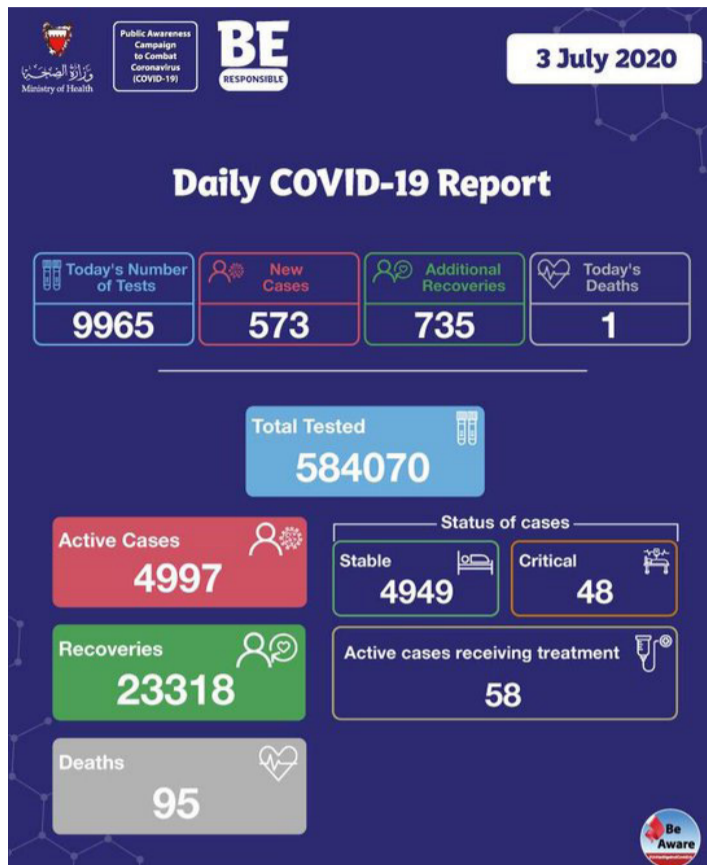 وزارة الصحة
Ministry of Health
Public Awareness
Campaign
to Combat
Coronavirus
(COVID-19)
BE
RESPONSIBLE
3 July 2020
Daily COVID-19 Report
Today's Number
of Tests
9965
New
Cases
573
Additional
Recoveries
735
Today's
Deaths
1
Total Tested
584070
Active Cases
4997
Status of cases
Stable
4949
Critical
48
Recoveries
23318
Active cases receiving treatment
58
Deaths
95
Be
Aware